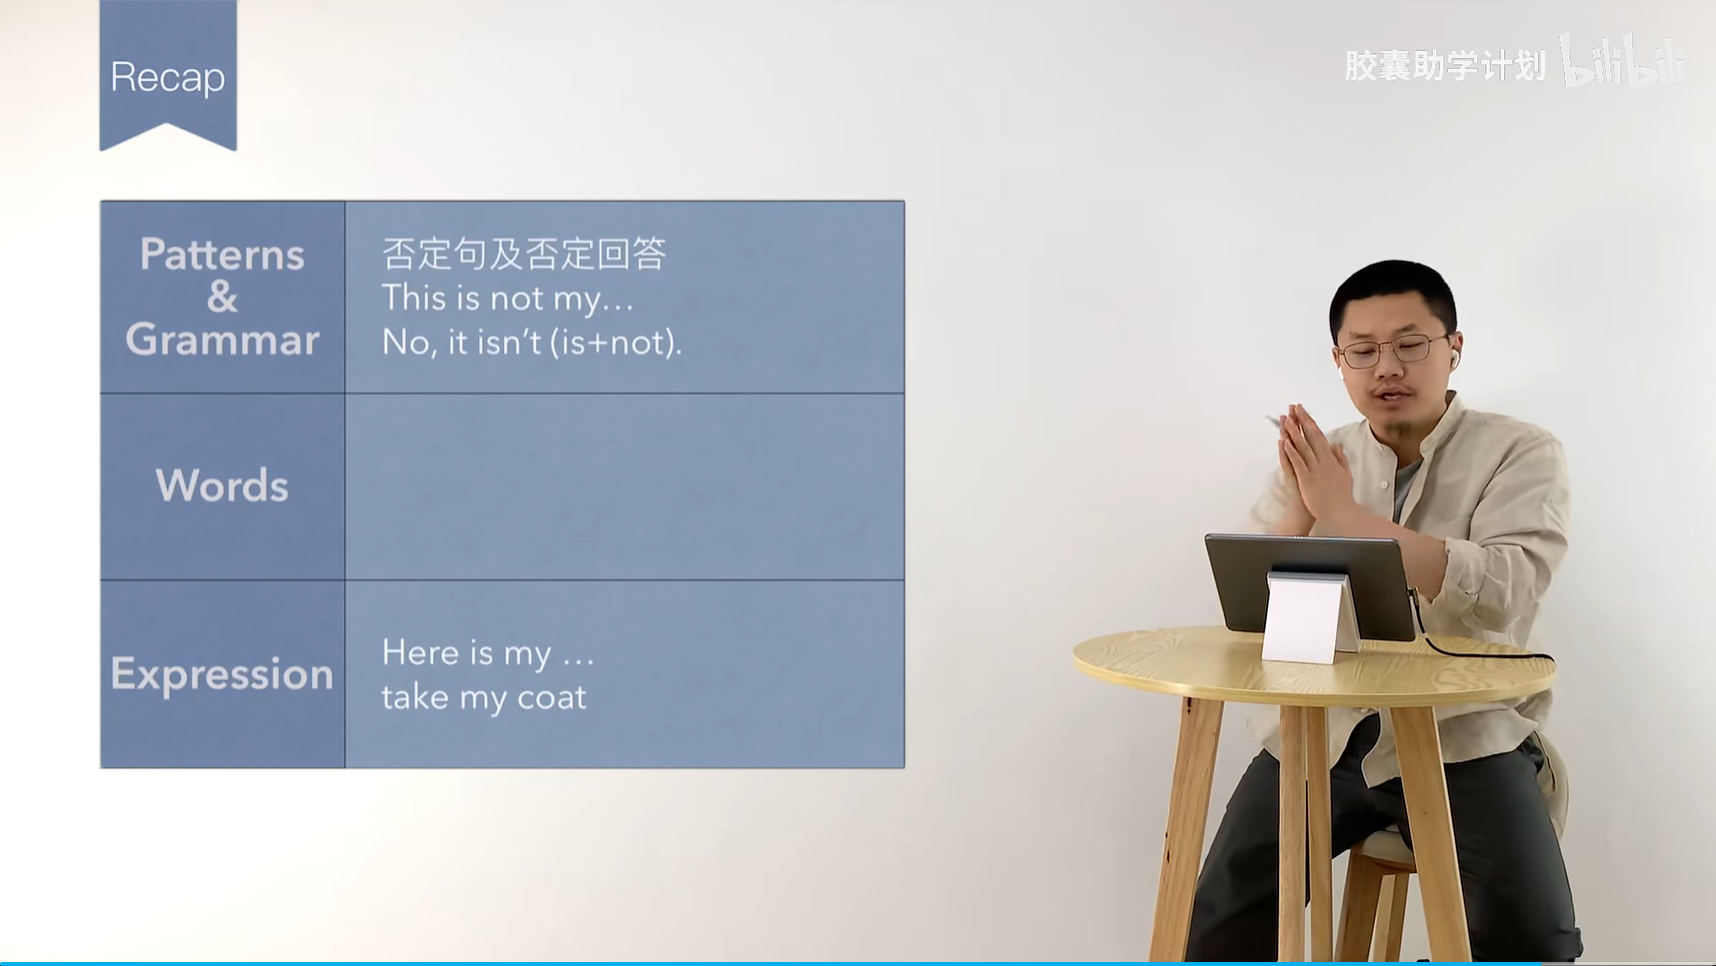 Recap
胶囊助学计划 bilibili
Patterns
&
Grammar
否定句及否定回答
This is not my…
No, it isn't (is+not).
Words
Expression
Here is my …
take my coat